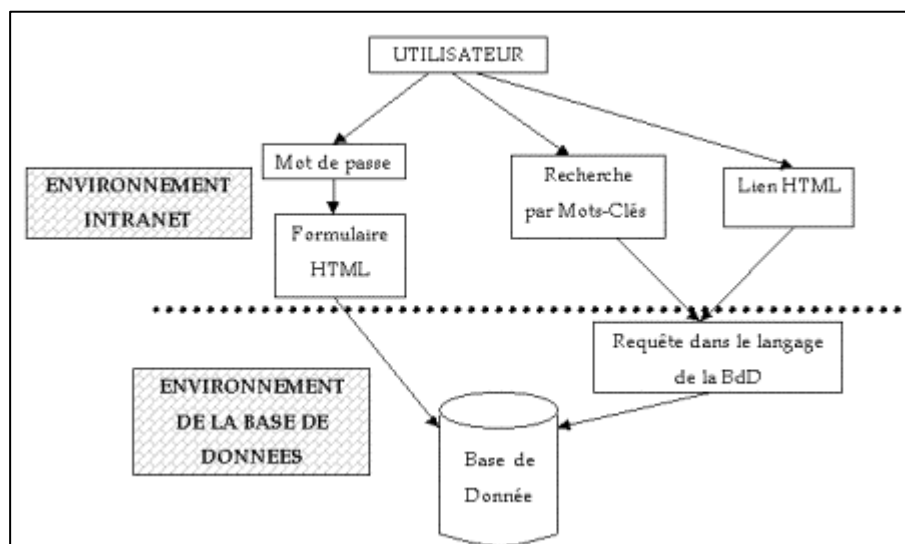 UTILISATEUR
Mot de passe
Recherche
par Mots-Clés
Lien HTML
ENVIRONNEMENT
INTRANET
Formulaire
HTML
Requête dans le langage
de la BdD
ENVIRONNEMENT
DE LA BASE DE
DONNEES
Base de
Donnée